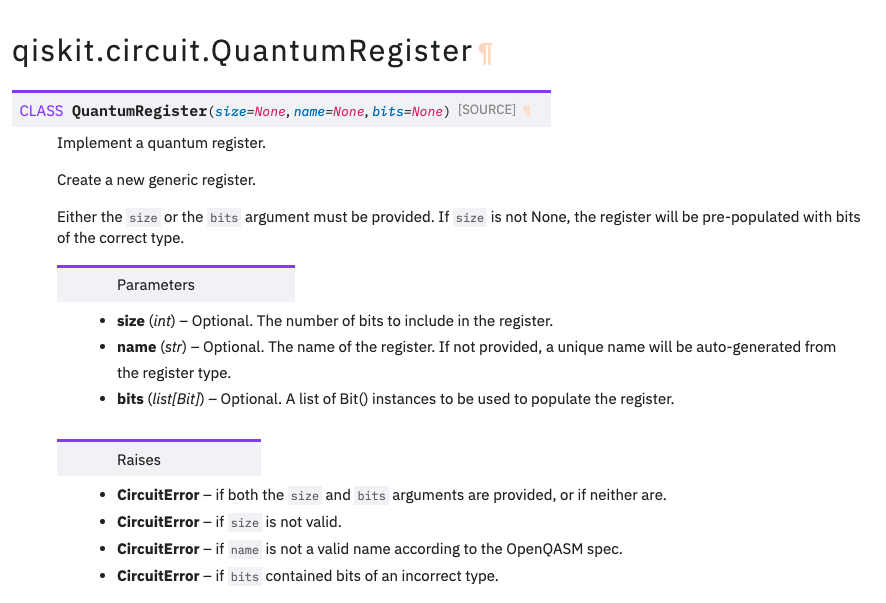 qiskit.circuit.QuantumRegister¶
CLASS QuantumRegister(size=None, name=None, bits=None) [SOURCE] ¶
Implement a quantum register.
Create a new generic register.
Either the size or the bits argument must be provided. If size is not None, the register will be pre-populated with bits
of the correct type.
Parameters
• size (int) – Optional. The number of bits to include in the register.
• name (str) – Optional. The name of the register. If not provided, a unique name will be auto-generated from
the register type.
• bits (list[Bit]) – Optional. A list of Bit() instances to be used to populate the register.
Raises
• CircuitError – if both the size and bits arguments are provided, or if neither are.
• CircuitError – if size is not valid.
• CircuitError – if name is not a valid name according to the OpenQASM spec.
• CircuitError – if bits contained bits of an incorrect type.